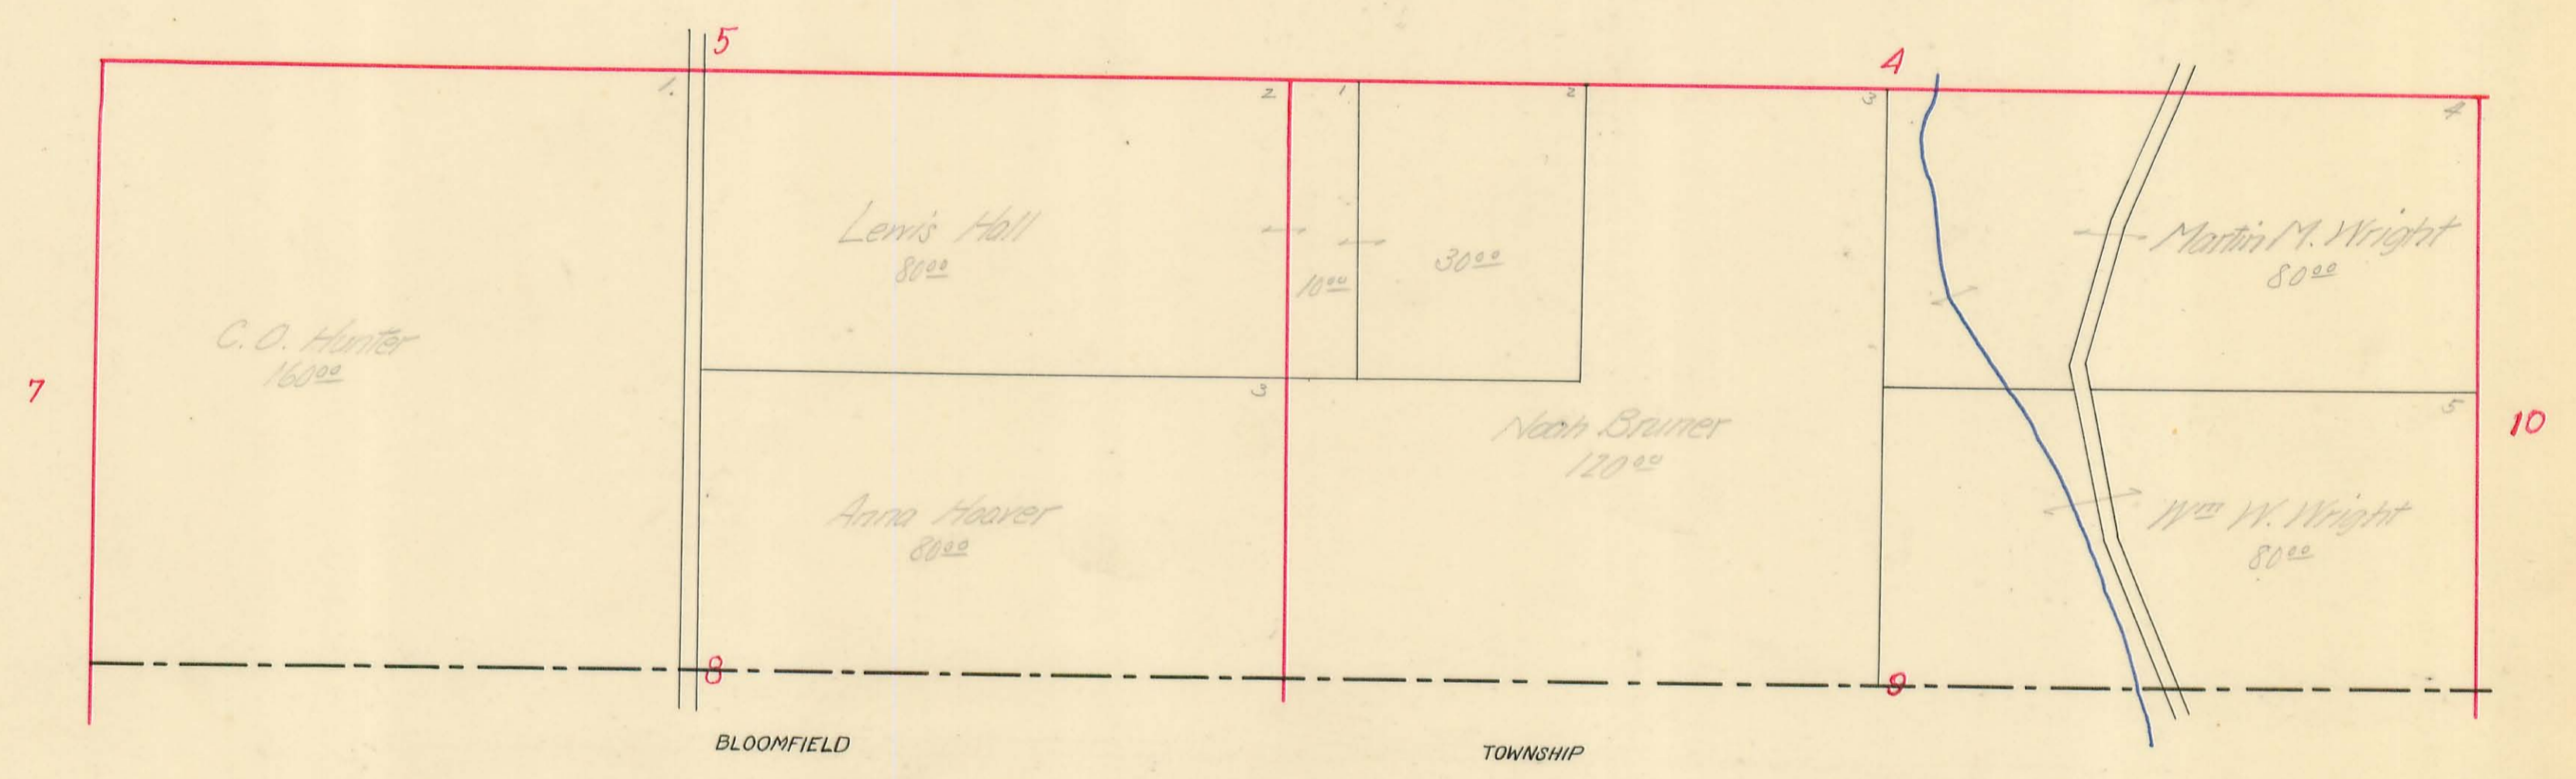 5
4
1.
2
1
2
3
4
Lewis Hall
80 00
10 00
30 00
Martin M. Wright
80 00
C. O. Hunter
160 00
7
3
5
10
Noah Bruner
120 00
Anna Hoover
80 00
Wm W. Wright
80 00
8
9
BLOOMFIELD
TOWNSHIP